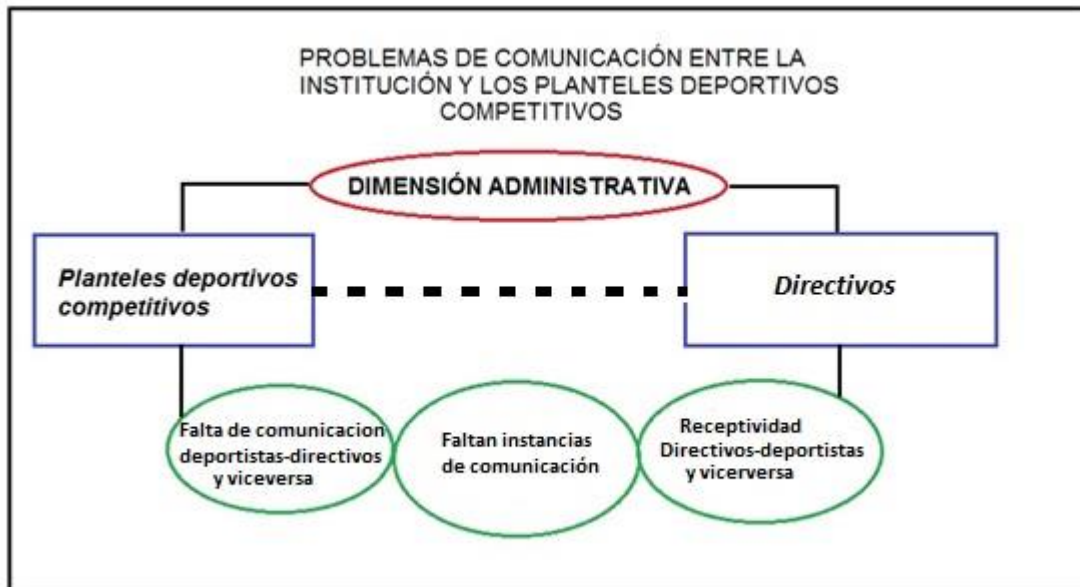 PROBLEMAS DE COMUNICACIÓN ENTRE LA
INSTITUCIÓN Y LOS PLANTELES DEPORTIVOS
COMPETITIVOS
DIMENSIÓN ADMINISTRATIVA
Planteles deportivos
competitivos
Directivos
Falta de comunicacion
deportistas-directivos
y viceversa
Faltan instancias
de comunicación
Receptividad
Directivos-deportistas
y vicerversa